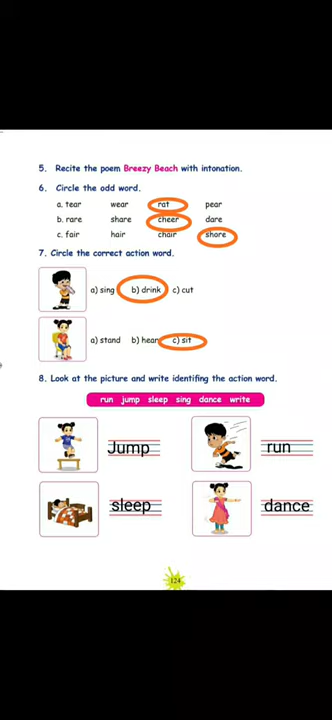 5. Recite the poem Breezy Beach with intonation.
6. Circle the odd word.
a. tear wear rat pear
b. rare share cheer dare
c. fair hair chair shore
7. Circle the correct action word.
a) sing b) drink c) cut
a) stand b) hear c) sit
8. Look at the picture and write identifing the action word.
run jump sleep sing dance write
Jump run
sleep dance
124